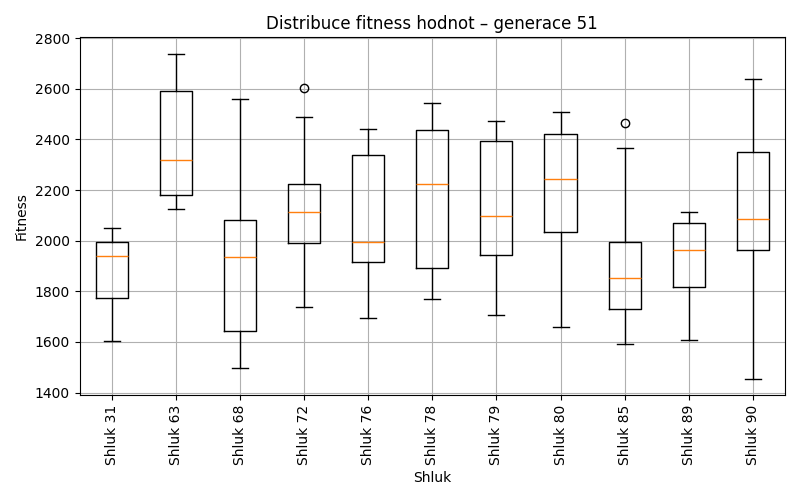 Distribuce fitness hodnot – generace 51
Fitness
2800
2600
2400
2200
2000
1800
1600
1400
Shluk 31
Shluk 63
Shluk 68
Shluk 72
Shluk 76
Shluk 78
Shluk 79
Shluk 80
Shluk 85
Shluk 89
Shluk 90
Shluk